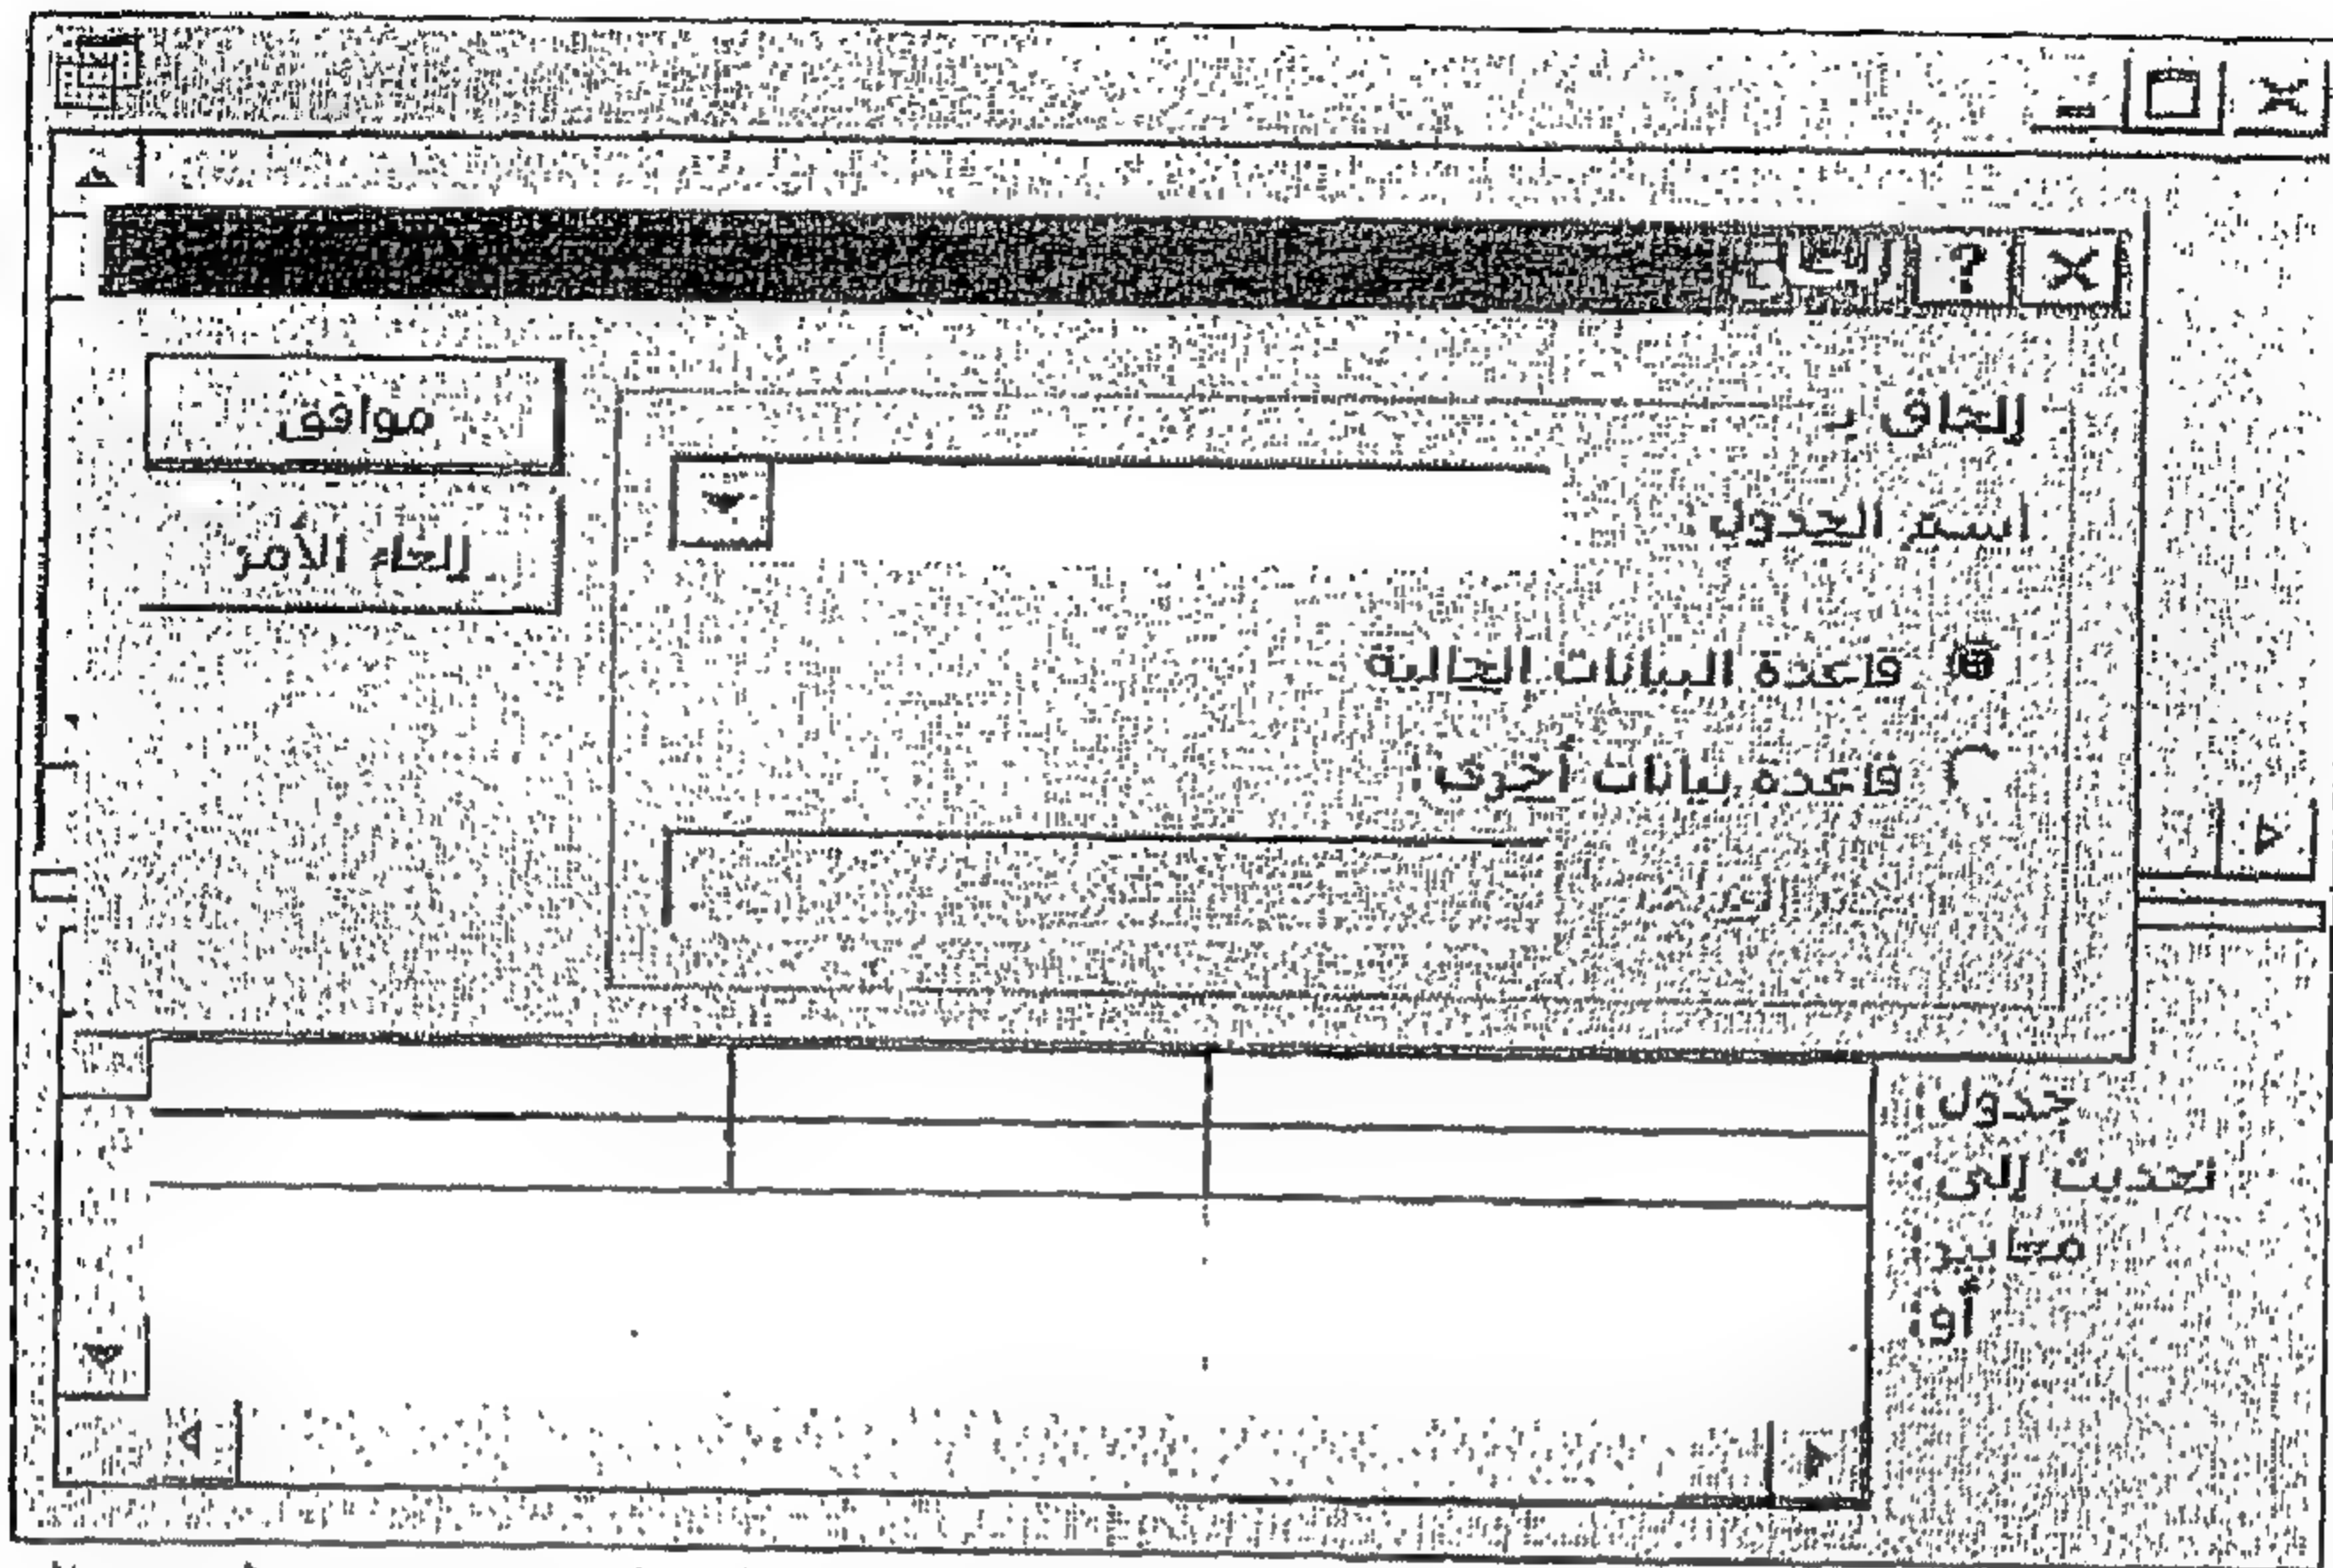 إلحاق
موافق
إلحاق بـ
اسم الجدول:
إلغاء الأمر
قاعدة البيانات الحالية
قاعدة بيانات أخرى:
جدول:
تحديث إلى:
معايير:
أو: